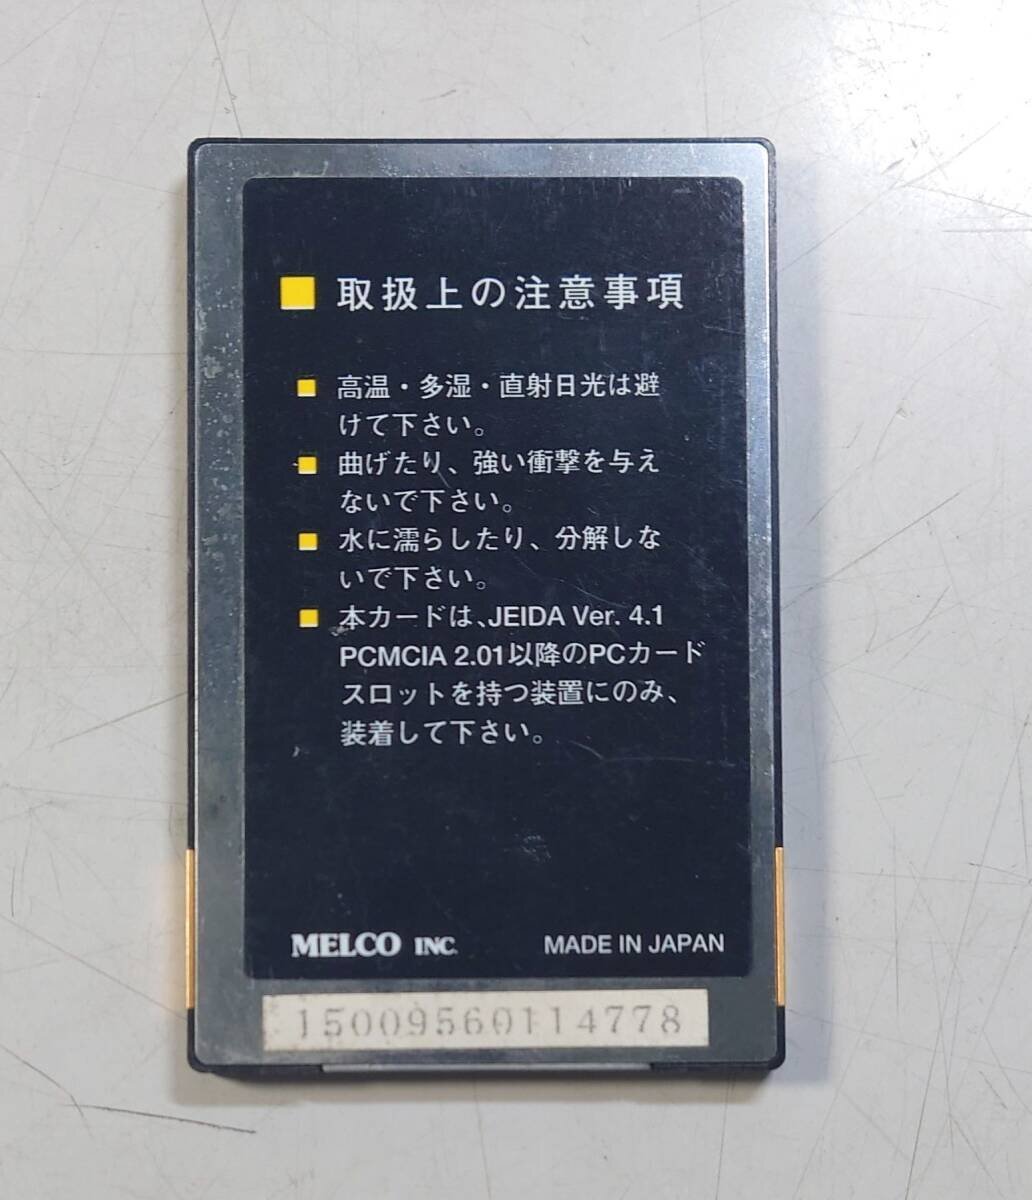 取扱上の注意事項
高温・多湿・直射日光は避
けて下さい。
曲げたり、強い衝撃を与え
ないで下さい。
水に濡らしたり、分解しな
いで下さい。
本カードは、JEIDA Ver. 4.1
PCMCIA 2.01以降のPCカード
スロットを持つ装置にのみ、
装着して下さい。
MELCO INC. MADE IN JAPAN
15009560114778